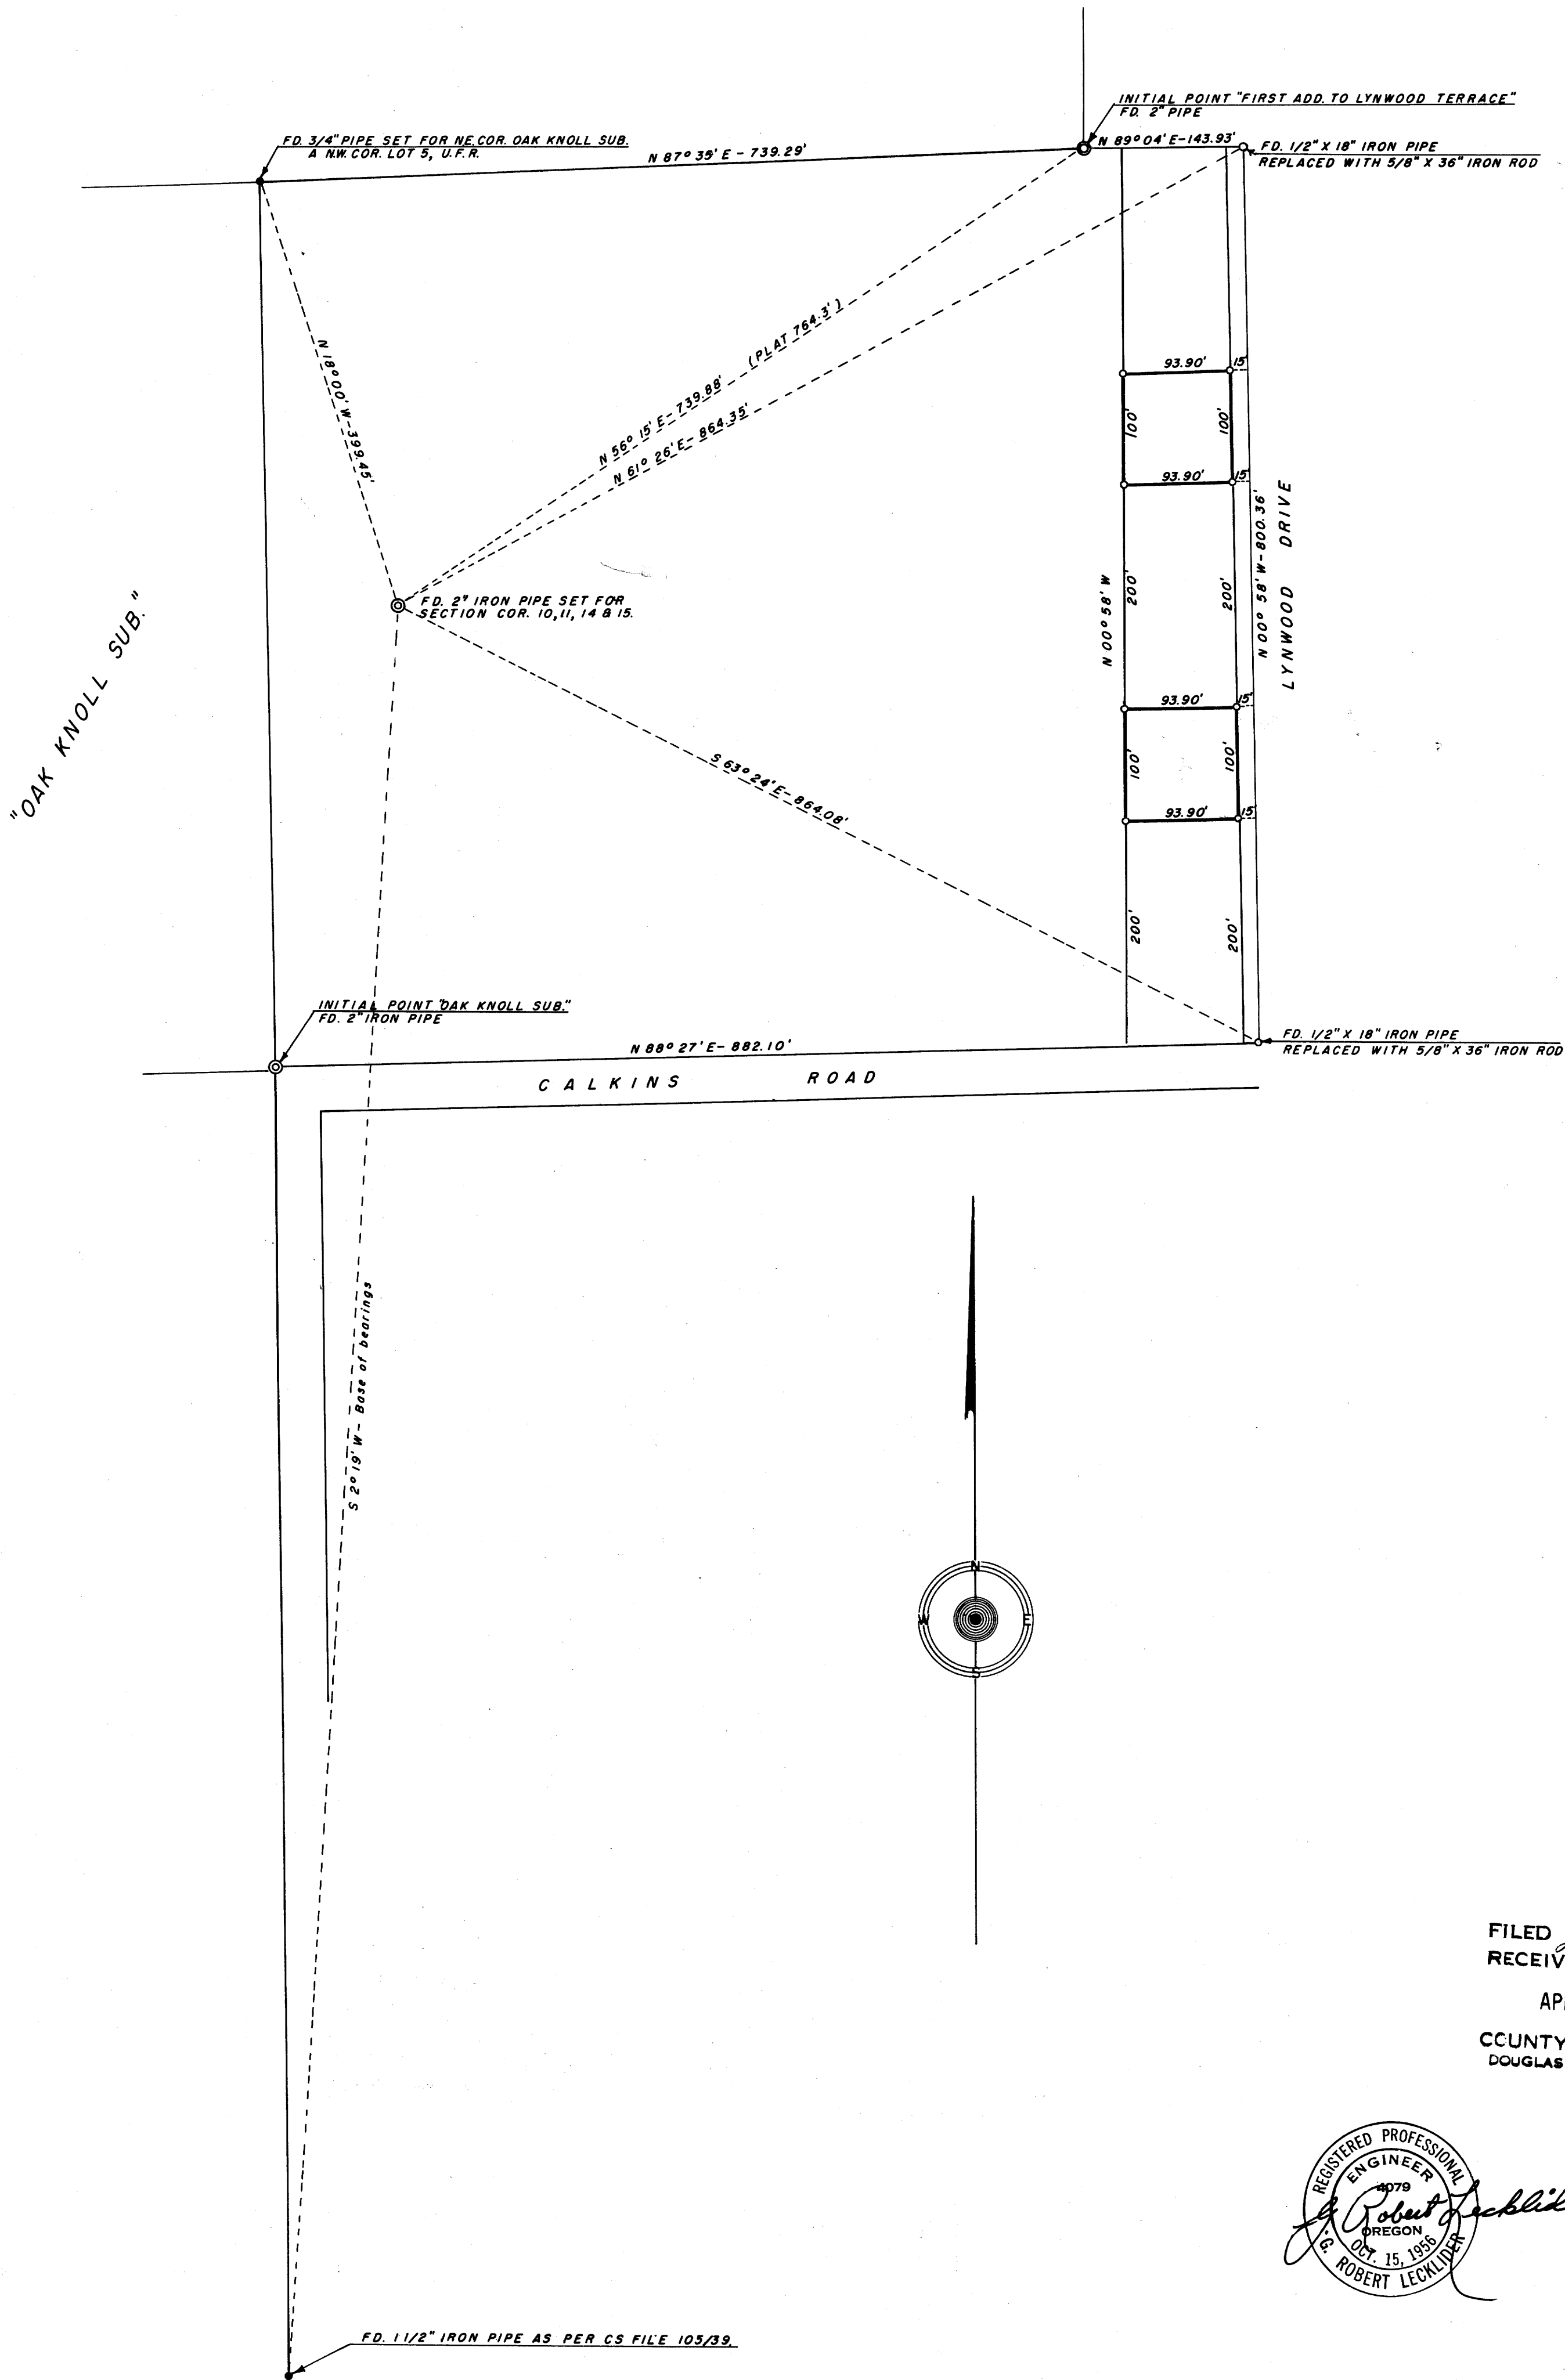 INITIAL POINT "FIRST ADD. TO LYNWOOD TERRACE"
FD. 2" PIPE
FD. 3/4" PIPE SET FOR N.E. COR. OAK KNOLL SUB.
A N.W. COR. LOT 5, U.F.R.
N 87° 35' E - 739.29'
N 89° 04' E-143.93'
FD. 1/2" X 18" IRON PIPE
REPLACED WITH 5/8" X 36" IRON ROD
N 18° 00' W-399.45'
N 56° 15' E-739.88' (PLAT 764.3')
N 61° 26' E- 864.35'
93.90'
15'
100'
100'
93.90'
15'
N 00° 58' W
200'
200'
N 00° 58' W-800.36'
LYNWOOD DRIVE
FD. 2" IRON PIPE SET FOR
SECTION COR. 10, 11, 14 & 15.
"OAK KNOLL SUB."
93.90'
15'
100'
100'
S 63° 24' E-864.08'
93.90'
15'
200'
200'
INITIAL POINT "OAK KNOLL SUB."
FD. 2" IRON PIPE
N 88° 27' E- 882.10'
FD. 1/2" X 18" IRON PIPE
REPLACED WITH 5/8" X 36" IRON ROD
CALKINS ROAD
S 2° 19' W- Base of bearings
N
W
E
S
FILED
RECEIV
AP
COUNTY
DOUGLAS
REGISTERED PROFESSIONAL
ENGINEER
4079
G. Robert Lecklid
OREGON
OCT. 15, 1956
G. ROBERT LECKLIDER
FD. 1 1/2" IRON PIPE AS PER CS FILE 105/39.